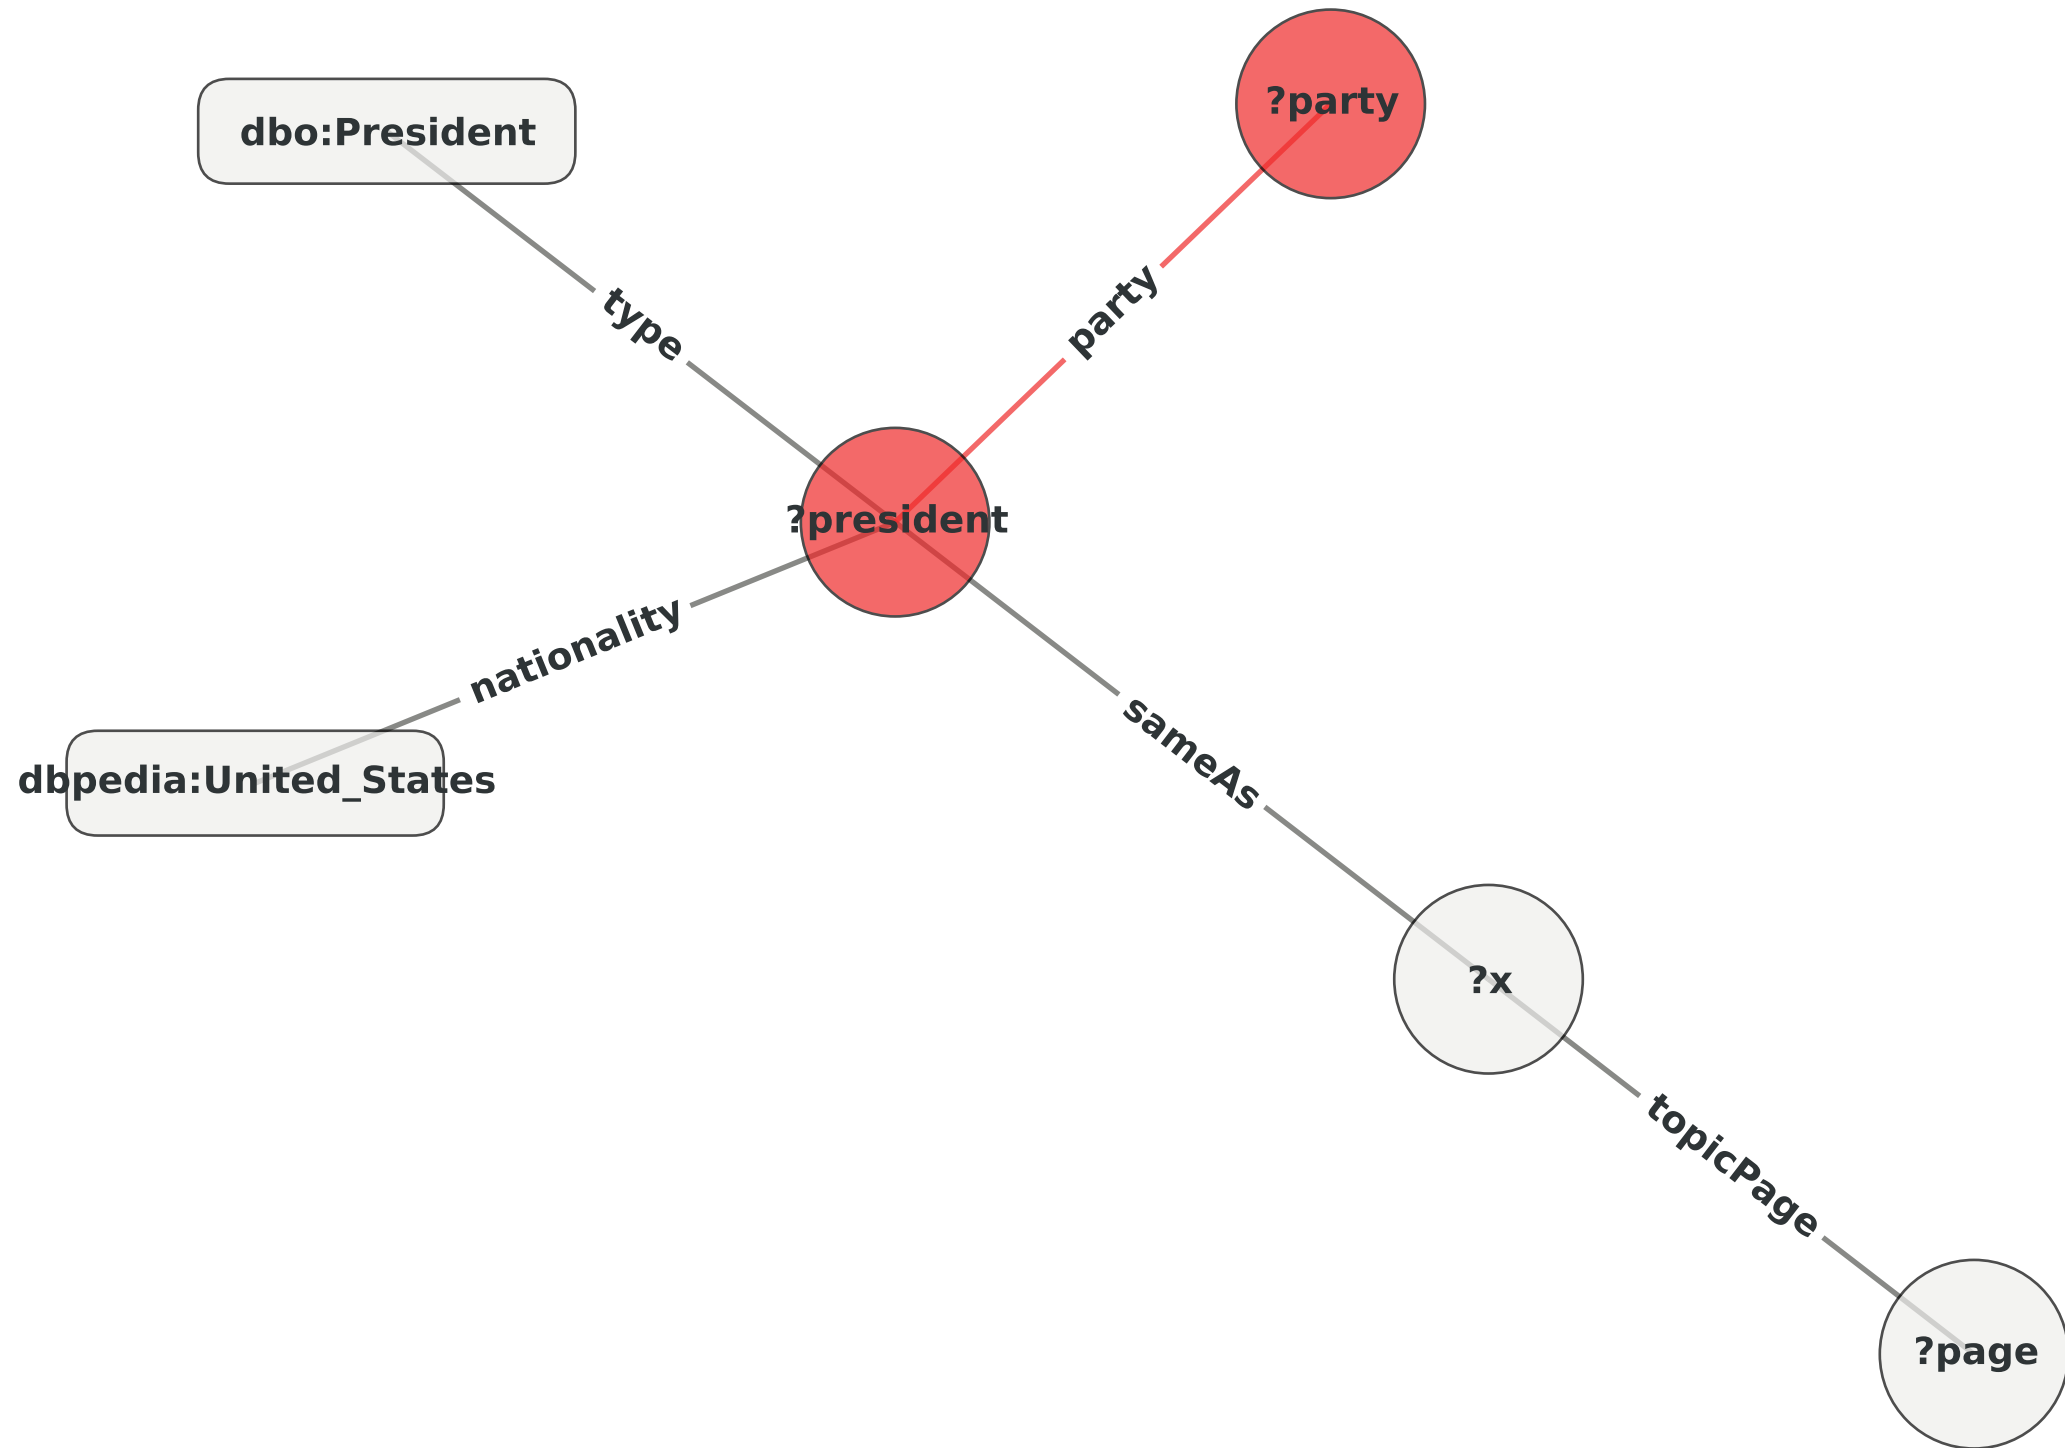 ?party
dbo:President
party
type
?president
nationality
sameAs
dbpedia:United_States
?x
topicPage
?page